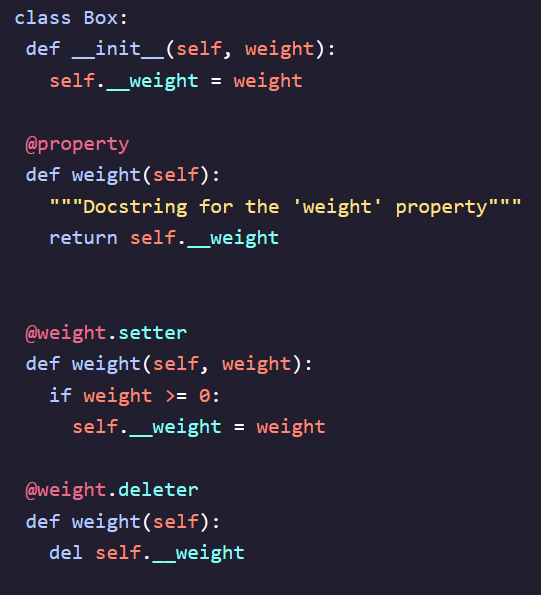 class Box:
 def __init__(self, weight):
   self.__weight = weight

 @property
 def weight(self):
   """Docstring for the 'weight' property"""
   return self.__weight


 @weight.setter
 def weight(self, weight):
   if weight >= 0:
     self.__weight = weight

 @weight.deleter
 def weight(self):
   del self.__weight